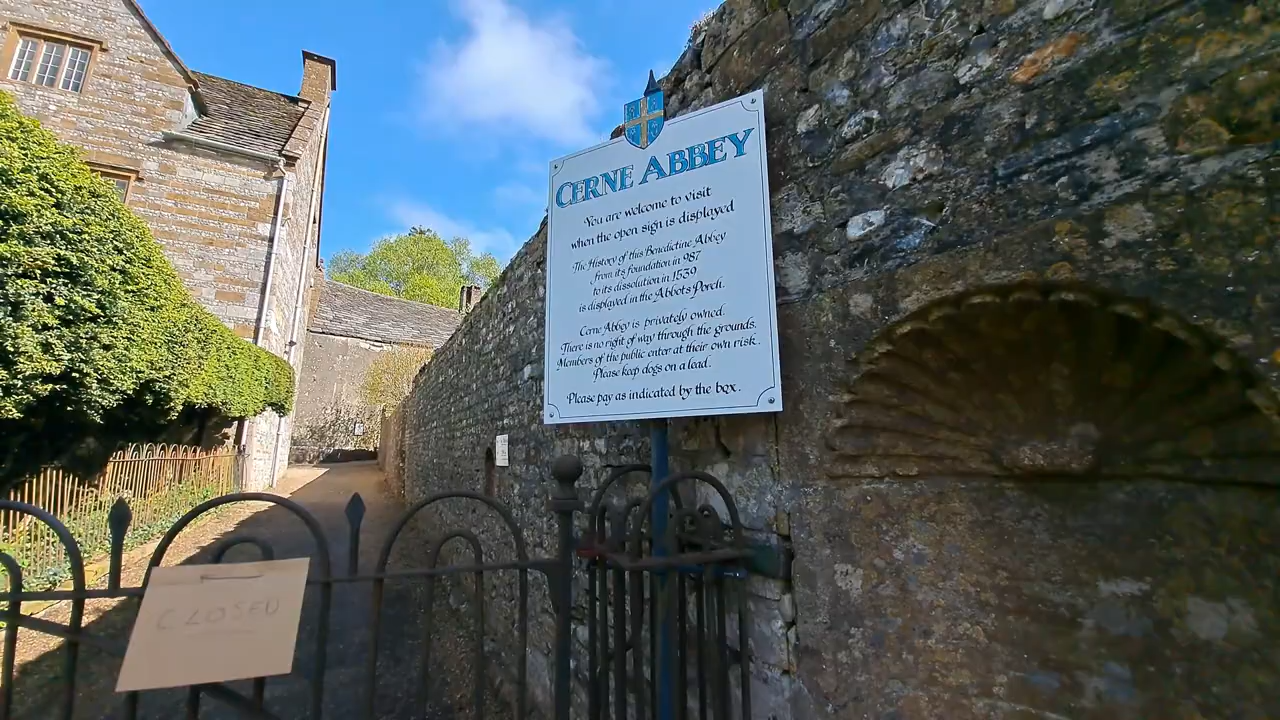 CERNE ABBEY
You are welcome to visit
when the open sign is displayed
The History of this Benedictine Abbey
from its foundation in 987
to its dissolution in 1539
is displayed in the Abbots Porch.
Cerne Abbey is privately owned.
There is no right of way through the grounds.
Members of the public enter at their own risk.
Please keep dogs on a lead.
Please pay as indicated by the box.
CLOSED